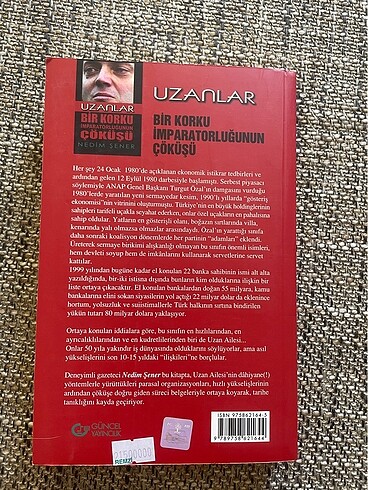 UZANLAR
BİR KORKU
İMPARATORLUĞUNUN
ÇÖKÜŞÜ
NEDİM ŞENER
UZANLAR
BİR KORKU
İMPARATORLUĞUNUN
ÇÖKÜŞÜ
Her şey 24 Ocak 1980'de açıklanan ekonomik istikrar tedbirleri ve
ardından gelen 12 Eylül 1980 darbesiyle başlamıştı. Serbest piyasacı
söylemiyle ANAP Genel Başkanı Turgut Özal'ın damgasını vurduğu
1980'lerde yaratılan yeni sermayedar kesim, 1990'lı yıllarda "gösteriş
ekonomisi"nin vitrinini oluşturmuştu. Türkiye'nin en büyük holdinglerinin
sahipleri tarifeli uçakla seyahat ederken, onlar özel uçakların en pahalısına
sahip oldular. Yatların en gösterişli olanı, boğazın sırtlarında villa,
kenarında yalı olmazsa olmazlar arasındaydı. Özal'ın yarattığı sınıfa
daha sonraki koalisyon dönemlerde her partinin "adamları" eklendi.
Üreterek sermaye birikimi alışkanlığı olmayan bu sınıfın önemli isimleri,
hem devleti soyup hem de imkânlarını kullanarak servetlerine servet
kattılar.
1999 yılından bugüne kadar el konulan 22 banka sahibinin ismi alt alta
yazıldığında, bir-iki istisna dışında bunların kim olduklarına ilişkin bir
liste ortaya çıkacaktır. El konulan bankalardan doğan 55 milyara, kamu
bankalarına elini sokan siyasilerin yol açtığı 22 milyar dolar da eklenince
hortum, yolsuzluk ve suistimallerle Türk halkının sırtına bindirilen
yükün tutarı 80 milyar dolara yaklaşıyor.
Ortaya konulan iddialara göre, bu sınıfın en hızlılarından, en
ayrıcalıklılarından ve en kudretlilerinden biri de Uzan Ailesi...
Onlar 50 yıla yakındır iş dünyasında olduklarını söylüyorlar, ama asıl
yükselişlerini son 10-15 yıldaki "ilişkileri"ne borçlular.
Deneyimli gazeteci Nedim Şener bu kitapta, Uzan Ailesi'nin dâhiyane(!)
yöntemlerle yürüttükleri parasal organizasyonları, hızlı yükselişlerinin
ardından çöküşe doğru giden süreci belgeleriyle ortaya koyarak, tarihe
tanıklığını kayda geçiriyor.
GÜNCEL
YAYINCILIK
21500000
REMZİ
ISBN 975862164-5
9789758621644